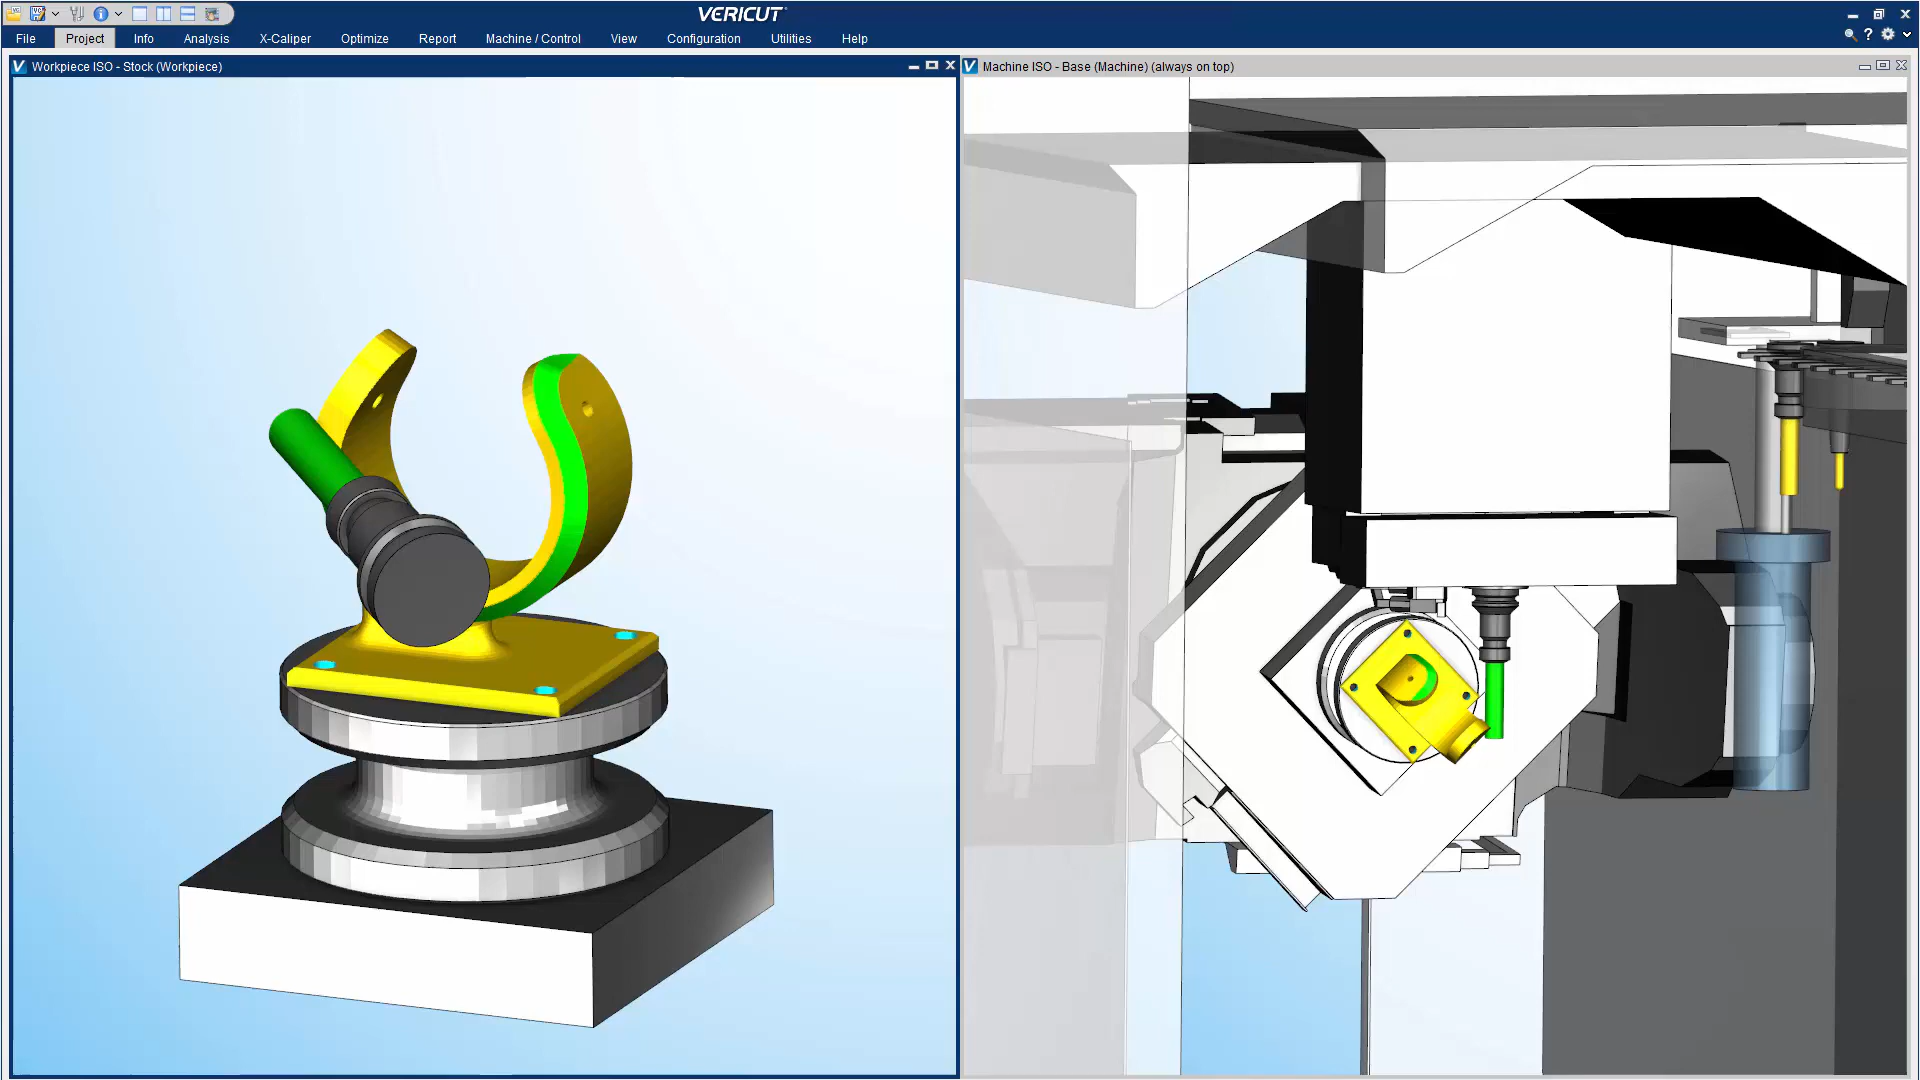 VERICUT
File Project Info Analysis X-Caliper Optimize Report Machine / Control View Configuration Utilities Help
Workpiece ISO - Stock (Workpiece)
Machine ISO - Base (Machine) (always on top)